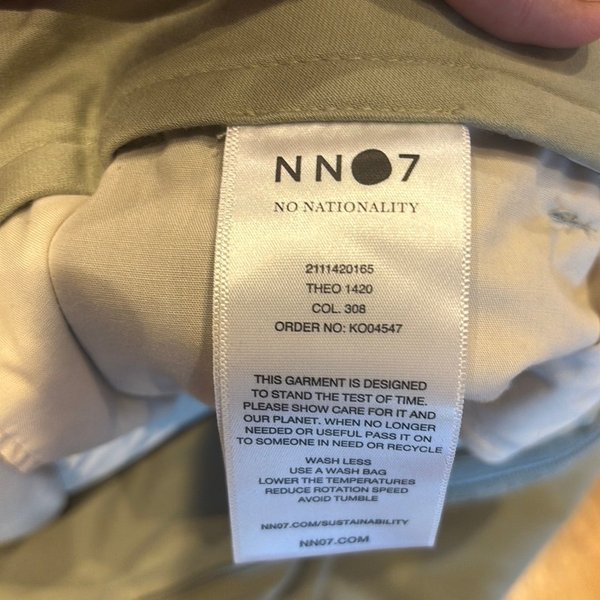 NN07
NO NATIONALITY
2111420165
THEO 1420
COL. 308
ORDER NO: KO04547
THIS GARMENT IS DESIGNED
TO STAND THE TEST OF TIME.
PLEASE SHOW CARE FOR IT AND
OUR PLANET. WHEN NO LONGER
NEEDED OR USEFUL PASS IT ON
TO SOMEONE IN NEED OR RECYCLE
WASH LESS
USE A WASH BAG
LOWER THE TEMPERATURES
REDUCE ROTATION SPEED
AVOID TUMBLE
NN07.COM/SUSTAINABILITY
NN07.COM